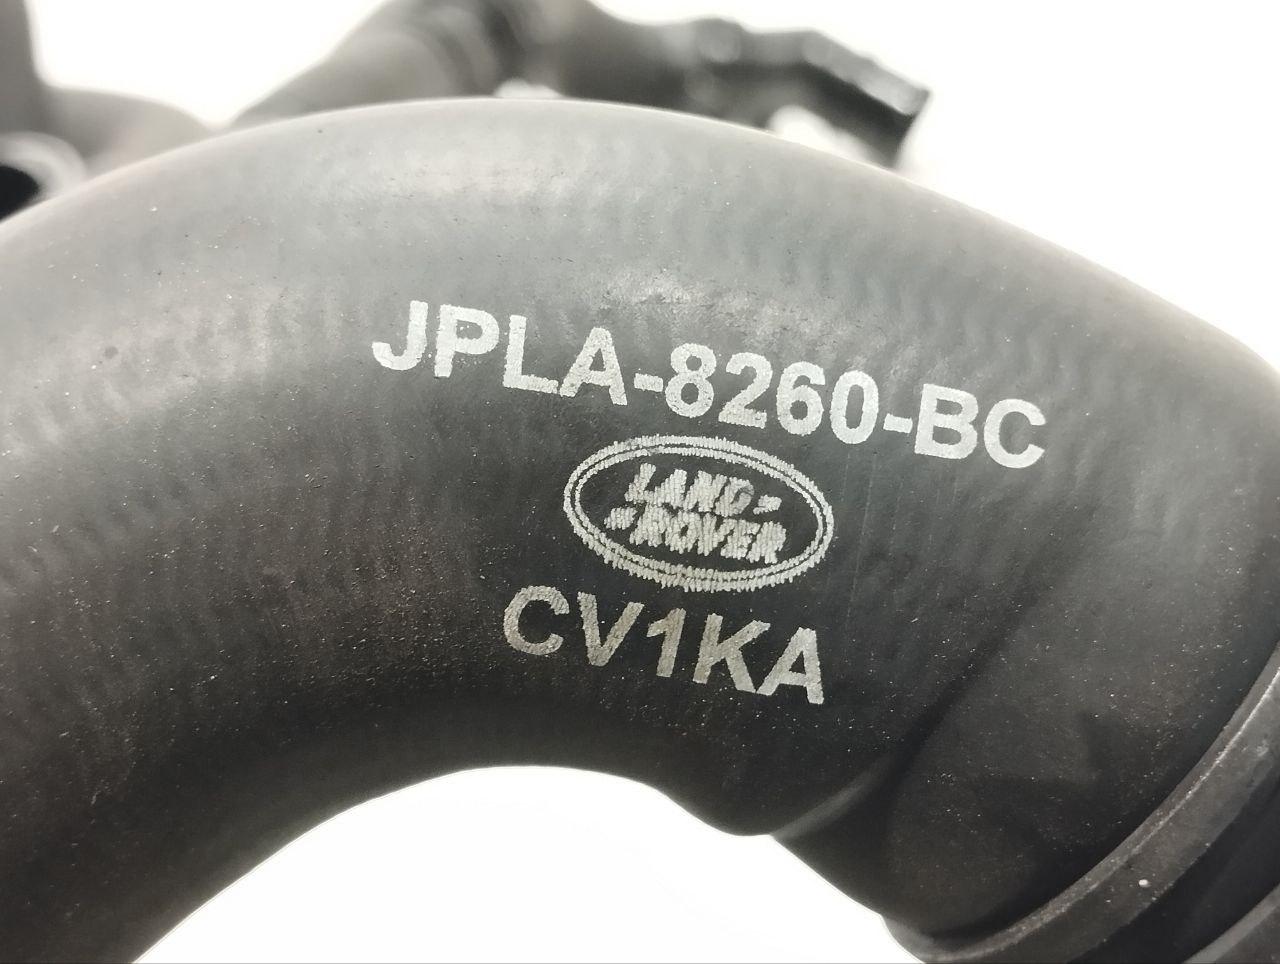 JPLA-8260-BC
LAND-
-ROVER
CV1KA